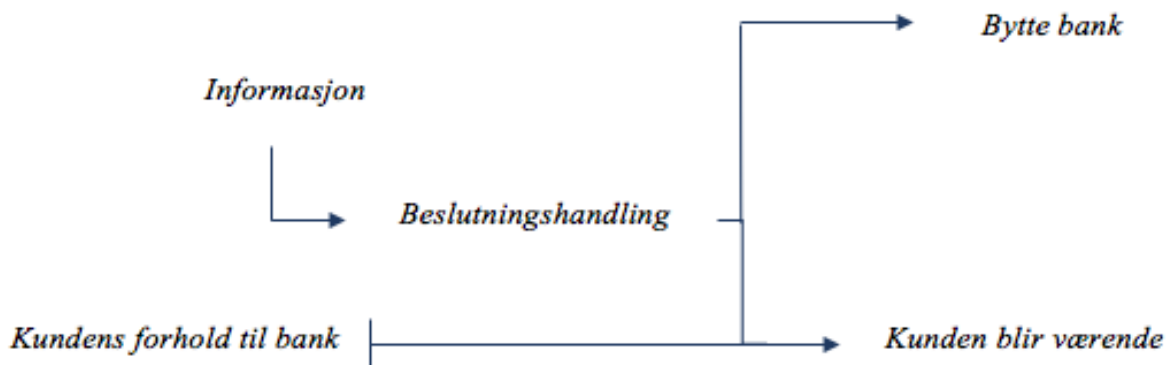 Bytte bank
Informasjon
Beslutningshandling
Kundens forhold til bank
Kunden blir værende